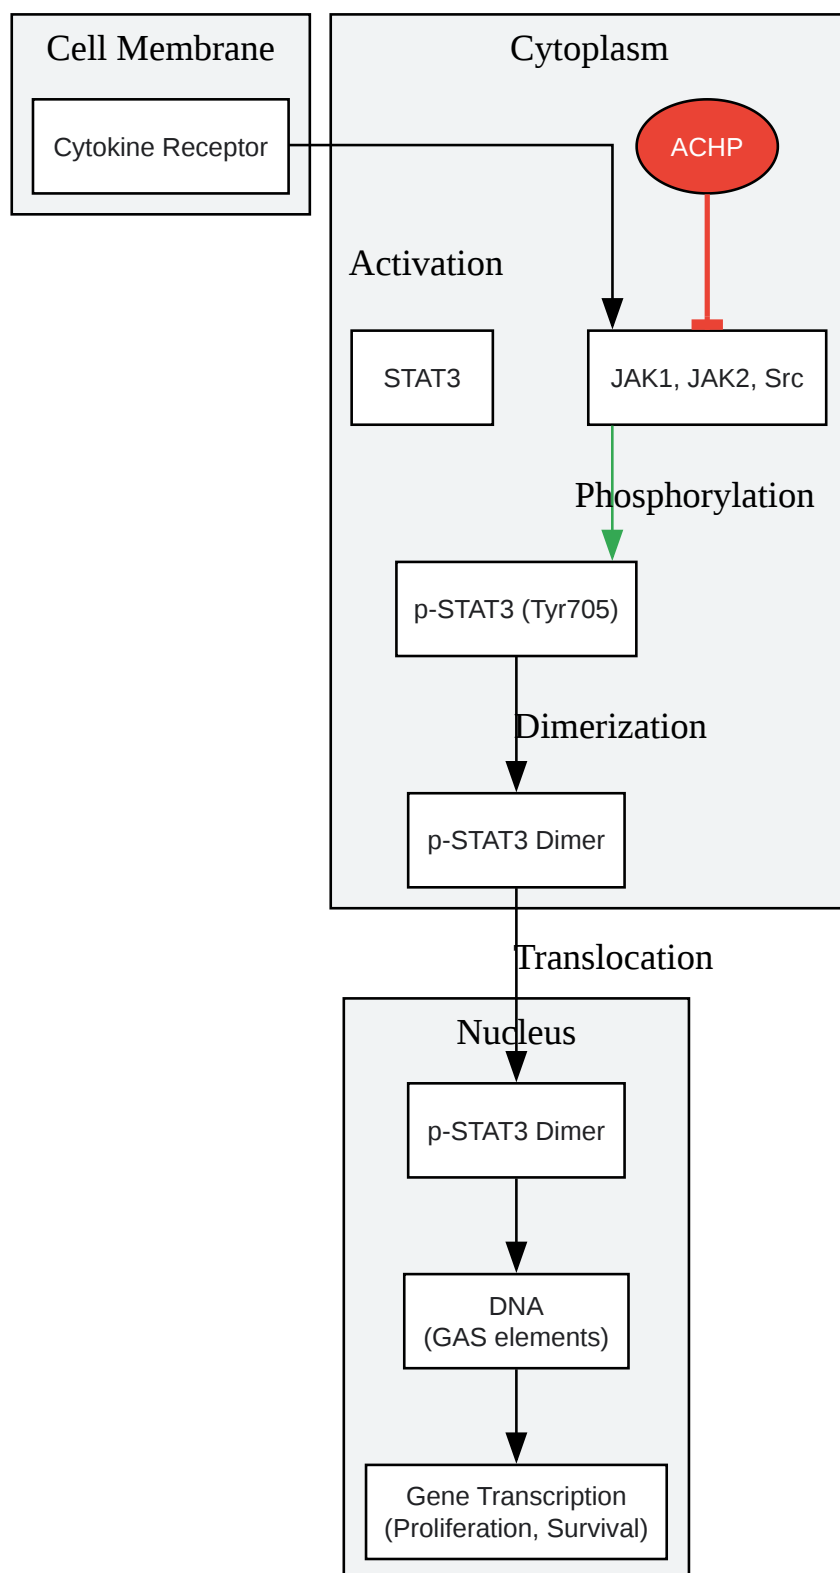 Cell Membrane
Cytoplasm
Cytokine Receptor
ACHP
Activation
STAT3
JAK1, JAK2, Src
Phosphorylation
p-STAT3 (Tyr705)
Dimerization
p-STAT3 Dimer
Translocation
Nucleus
p-STAT3 Dimer
DNA
(GAS elements)
Gene Transcription
(Proliferation, Survival)